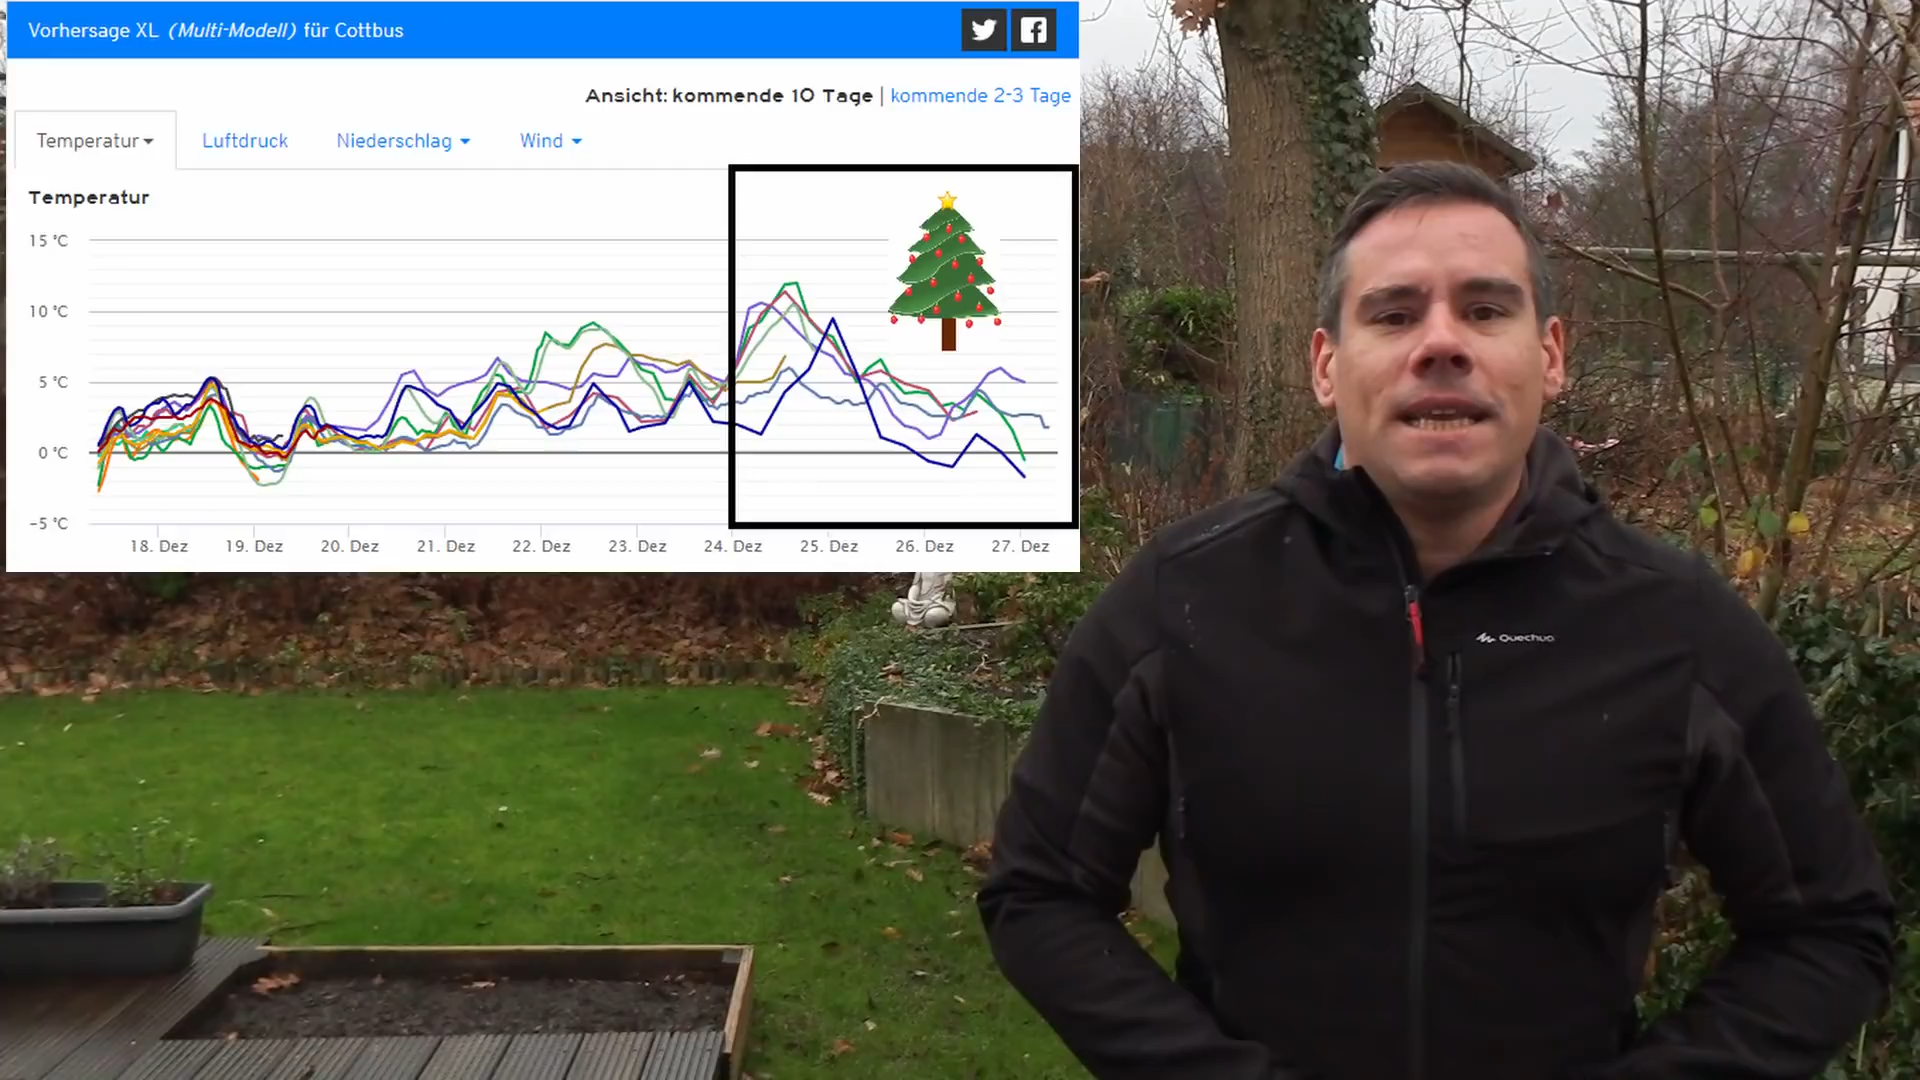 Vorhersage XL (Multi-Modell) für Cottbus
Ansicht: kommende 10 Tage | kommende 2-3 Tage
Temperatur Luftdruck Niederschlag Wind
Temperatur
15 °C
10 °C
5 °C
0 °C
-5 °C
18. Dez 19. Dez 20. Dez 21. Dez 22. Dez 23. Dez 24. Dez 25. Dez 26. Dez 27. Dez
Quechua